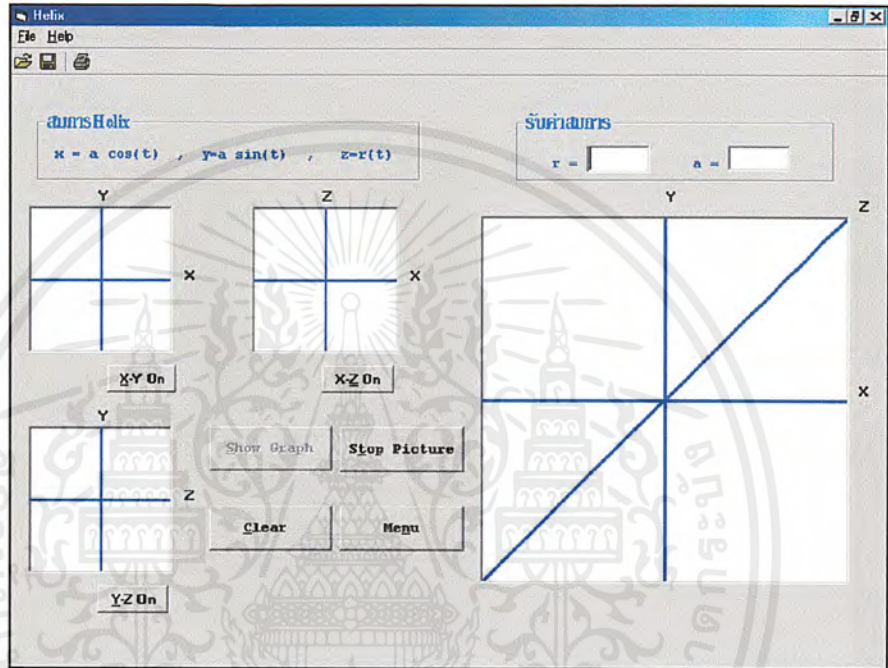 Helix
File Help
สมการHelix
x = a cos(t) , y=a sin(t) , z=r(t)
รับค่าสมการ
r = a =
Y
X
X-Y On
Z
X
X-Z On
Y
Z
Y-Z On
Show Graph
Stop Picture
Clear
Menu
Y
Z
X